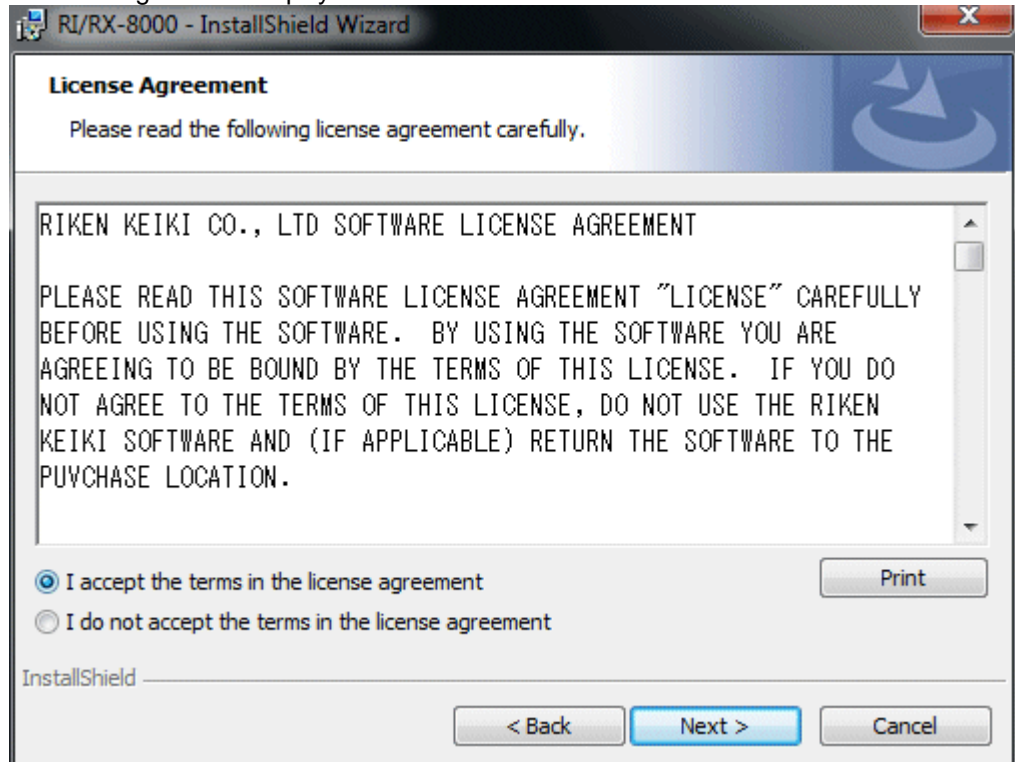 RI/RX-8000 - InstallShield Wizard
License Agreement
Please read the following license agreement carefully.
RIKEN KEIKI CO., LTD SOFTWARE LICENSE AGREEMENT
PLEASE READ THIS SOFTWARE LICENSE AGREEMENT ″LICENSE″ CAREFULLY
BEFORE USING THE SOFTWARE. BY USING THE SOFTWARE YOU ARE
AGREEING TO BE BOUND BY THE TERMS OF THIS LICENSE. IF YOU DO
NOT AGREE TO THE TERMS OF THIS LICENSE, DO NOT USE THE RIKEN
KEIKI SOFTWARE AND (IF APPLICABLE) RETURN THE SOFTWARE TO THE
PUVCHASE LOCATION.
I accept the terms in the license agreement
Print
I do not accept the terms in the license agreement
InstallShield
< Back
Next >
Cancel